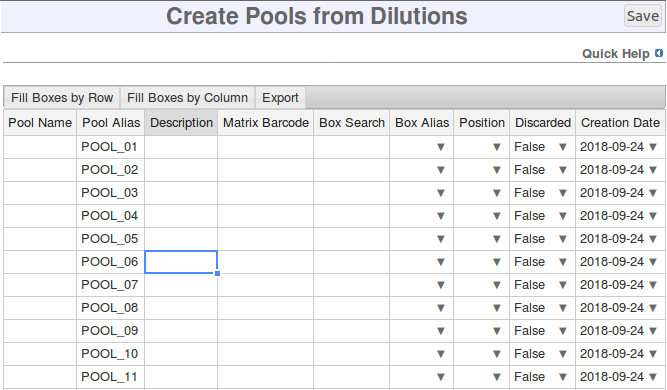 Create Pools from Dilutions Save
Quick Help
Fill Boxes by Row Fill Boxes by Column Export
Pool Name Pool Alias Description Matrix Barcode Box Search Box Alias Position Discarded Creation Date
POOL_01 ▼ ▼ False ▼ 2018-09-24 ▼
POOL_02 ▼ ▼ False ▼ 2018-09-24 ▼
POOL_03 ▼ ▼ False ▼ 2018-09-24 ▼
POOL_04 ▼ ▼ False ▼ 2018-09-24 ▼
POOL_05 ▼ ▼ False ▼ 2018-09-24 ▼
POOL_06 ▼ ▼ False ▼ 2018-09-24 ▼
POOL_07 ▼ ▼ False ▼ 2018-09-24 ▼
POOL_08 ▼ ▼ False ▼ 2018-09-24 ▼
POOL_09 ▼ ▼ False ▼ 2018-09-24 ▼
POOL_10 ▼ ▼ False ▼ 2018-09-24 ▼
POOL_11 ▼ ▼ False ▼ 2018-09-24 ▼